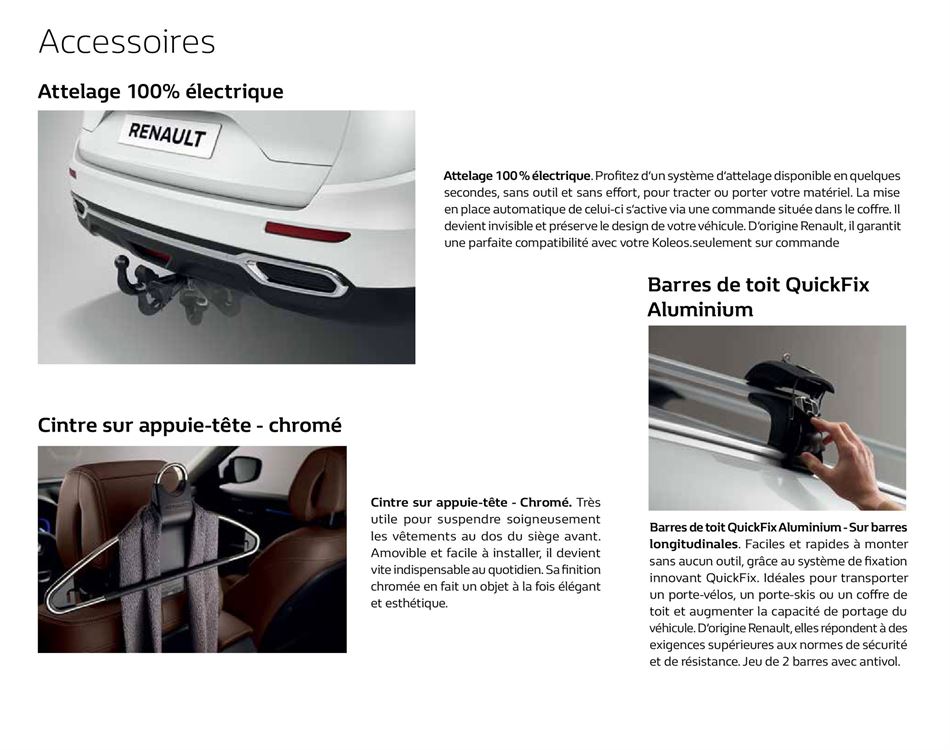 Accessoires
Attelage 100% électrique
RENAULT
Attelage 100 % électrique. Profitez d'un système d'attelage disponible en quelques
secondes, sans outil et sans effort, pour tracter ou porter votre matériel. La mise
en place automatique de celui-ci s'active via une commande située dans le coffre. Il
devient invisible et préserve le design de votre véhicule. D'origine Renault, il garantit
une parfaite compatibilité avec votre Koleos.seulement sur commande
Barres de toit QuickFix
Aluminium
Cintre sur appuie-tête - chromé
Cintre sur appuie-tête - Chromé. Très
utile pour suspendre soigneusement
les vêtements au dos du siège avant.
Amovible et facile à installer, il devient
vite indispensable au quotidien. Sa finition
chromée en fait un objet à la fois élégant
et esthétique.
Barres de toit QuickFix Aluminium - Sur barres
longitudinales. Faciles et rapides à monter
sans aucun outil, grâce au système de fixation
innovant QuickFix. Idéales pour transporter
un porte-vélos, un porte-skis ou un coffre de
toit et augmenter la capacité de portage du
véhicule. D'origine Renault, elles répondent à des
exigences supérieures aux normes de sécurité
et de résistance. Jeu de 2 barres avec antivol.